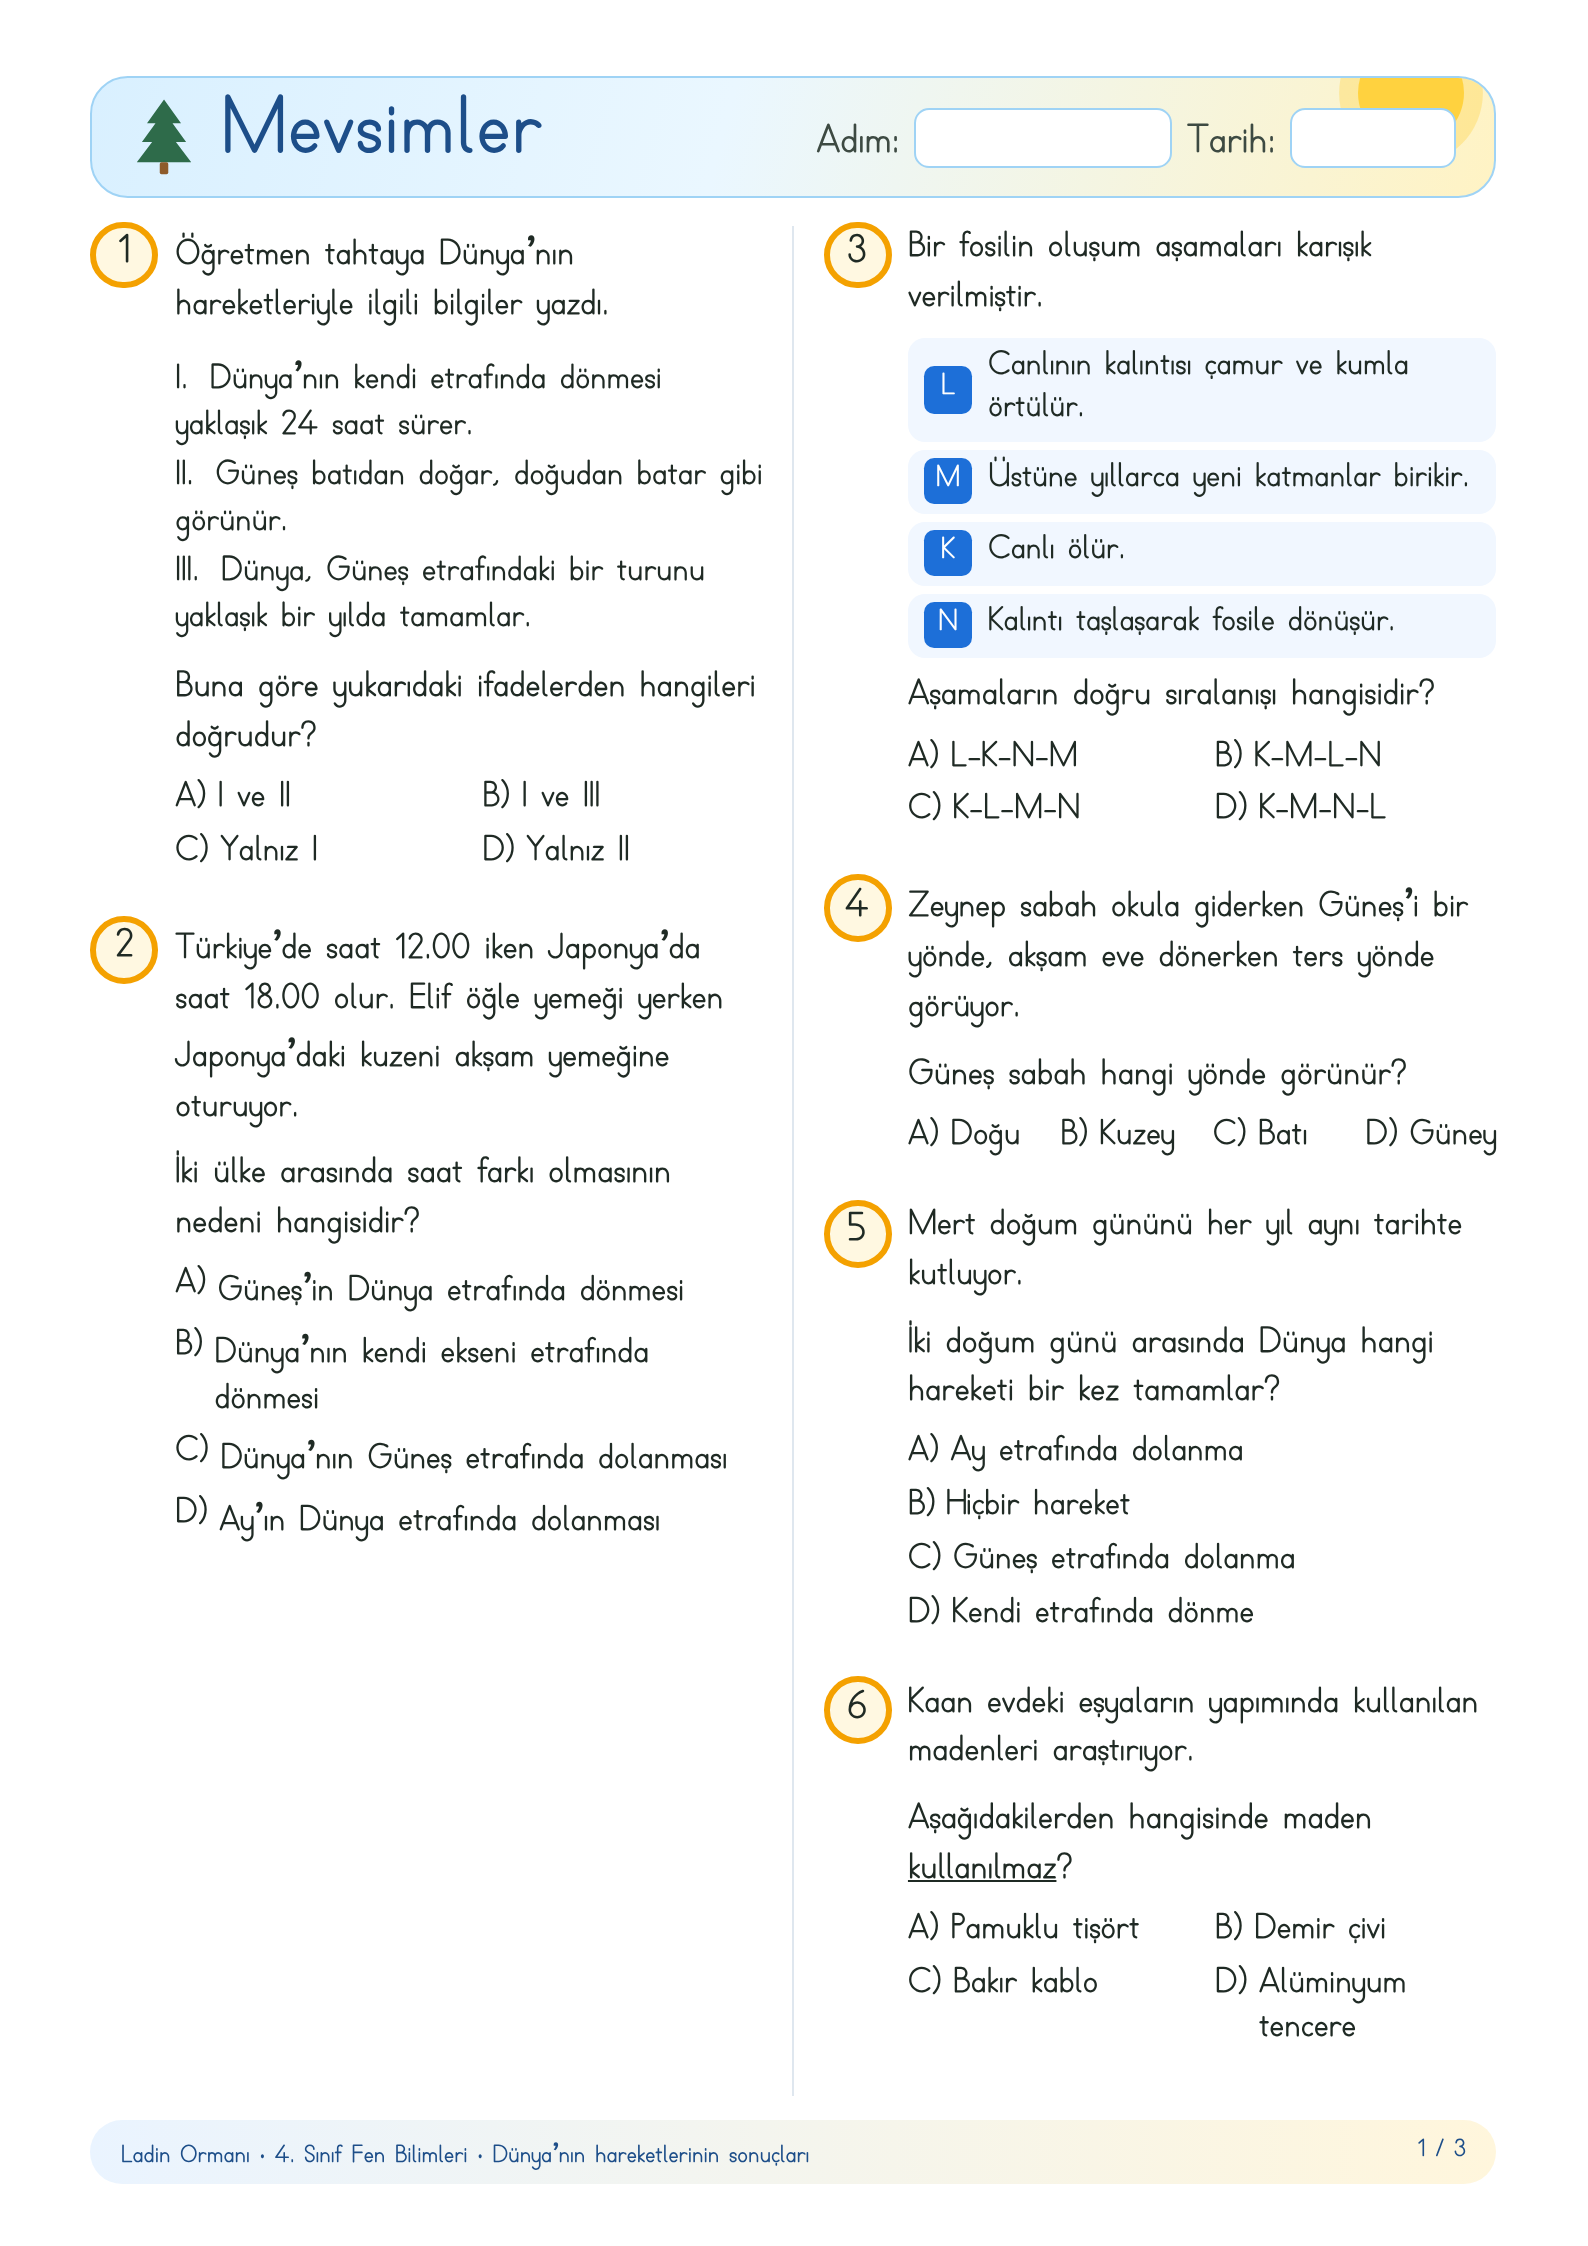 Mevsimler
Adım:
Tarih:
1
Öğretmen tahtaya Dünya’nın
hareketleriyle ilgili bilgiler yazdı.
I. Dünya’nın kendi etrafında dönmesi
yaklaşık 24 saat sürer.
II. Güneş batıdan doğar, doğudan batar gibi
görünür.
III. Dünya, Güneş etrafındaki bir turunu
yaklaşık bir yılda tamamlar.
Buna göre yukarıdaki ifadelerden hangileri
doğrudur?
A) I ve II
B) I ve III
C) Yalnız I
D) Yalnız II
2
Türkiye’de saat 12.00 iken Japonya’da
saat 18.00 olur. Elif öğle yemeği yerken
Japonya’daki kuzeni akşam yemeğine
oturuyor.
İki ülke arasında saat farkı olmasının
nedeni hangisidir?
A) Güneş’in Dünya etrafında dönmesi
B) Dünya’nın kendi ekseni etrafında
dönmesi
C) Dünya’nın Güneş etrafında dolanması
D) Ay’ın Dünya etrafında dolanması
3
Bir fosilin oluşum aşamaları karışık
verilmiştir.
L Canlının kalıntısı çamur ve kumla
örtülür.
M Üstüne yıllarca yeni katmanlar birikir.
K Canlı ölür.
N Kalıntı taşlaşarak fosile dönüşür.
Aşamaların doğru sıralanışı hangisidir?
A) L-K-N-M
B) K-M-L-N
C) K-L-M-N
D) K-M-N-L
4
Zeynep sabah okula giderken Güneş’i bir
yönde, akşam eve dönerken ters yönde
görüyor.
Güneş sabah hangi yönde görünür?
A) Doğu B) Kuzey C) Batı D) Güney
5
Mert doğum gününü her yıl aynı tarihte
kutluyor.
İki doğum günü arasında Dünya hangi
hareketi bir kez tamamlar?
A) Ay etrafında dolanma
B) Hiçbir hareket
C) Güneş etrafında dolanma
D) Kendi etrafında dönme
6
Kaan evdeki eşyaların yapımında kullanılan
madenleri araştırıyor.
Aşağıdakilerden hangisinde maden
kullanılmaz?
A) Pamuklu tişört
B) Demir çivi
C) Bakır kablo
D) Alüminyum
tencere
Ladin Ormanı • 4. Sınıf Fen Bilimleri • Dünya’nın hareketlerinin sonuçları
1 / 3